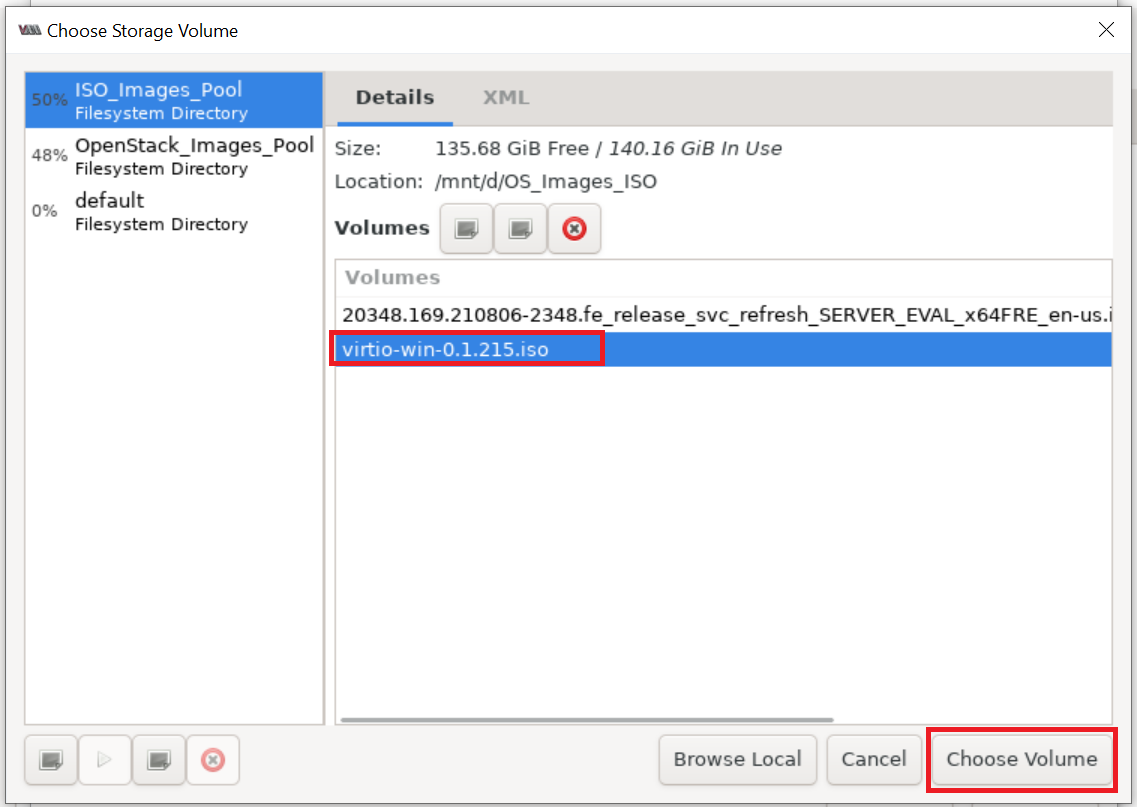 Choose Storage Volume
50%
ISO_Images_Pool
Filesystem Directory
48%
OpenStack_Images_Pool
Filesystem Directory
0%
default
Filesystem Directory
Details
XML
Size: 135.68 GiB Free / 140.16 GiB In Use
Location: /mnt/d/OS_Images_ISO
Volumes
Volumes
20348.169.210806-2348.fe_release_svc_refresh_SERVER_EVAL_x64FRE_en-us.i
virtio-win-0.1.215.iso
Browse Local
Cancel
Choose Volume